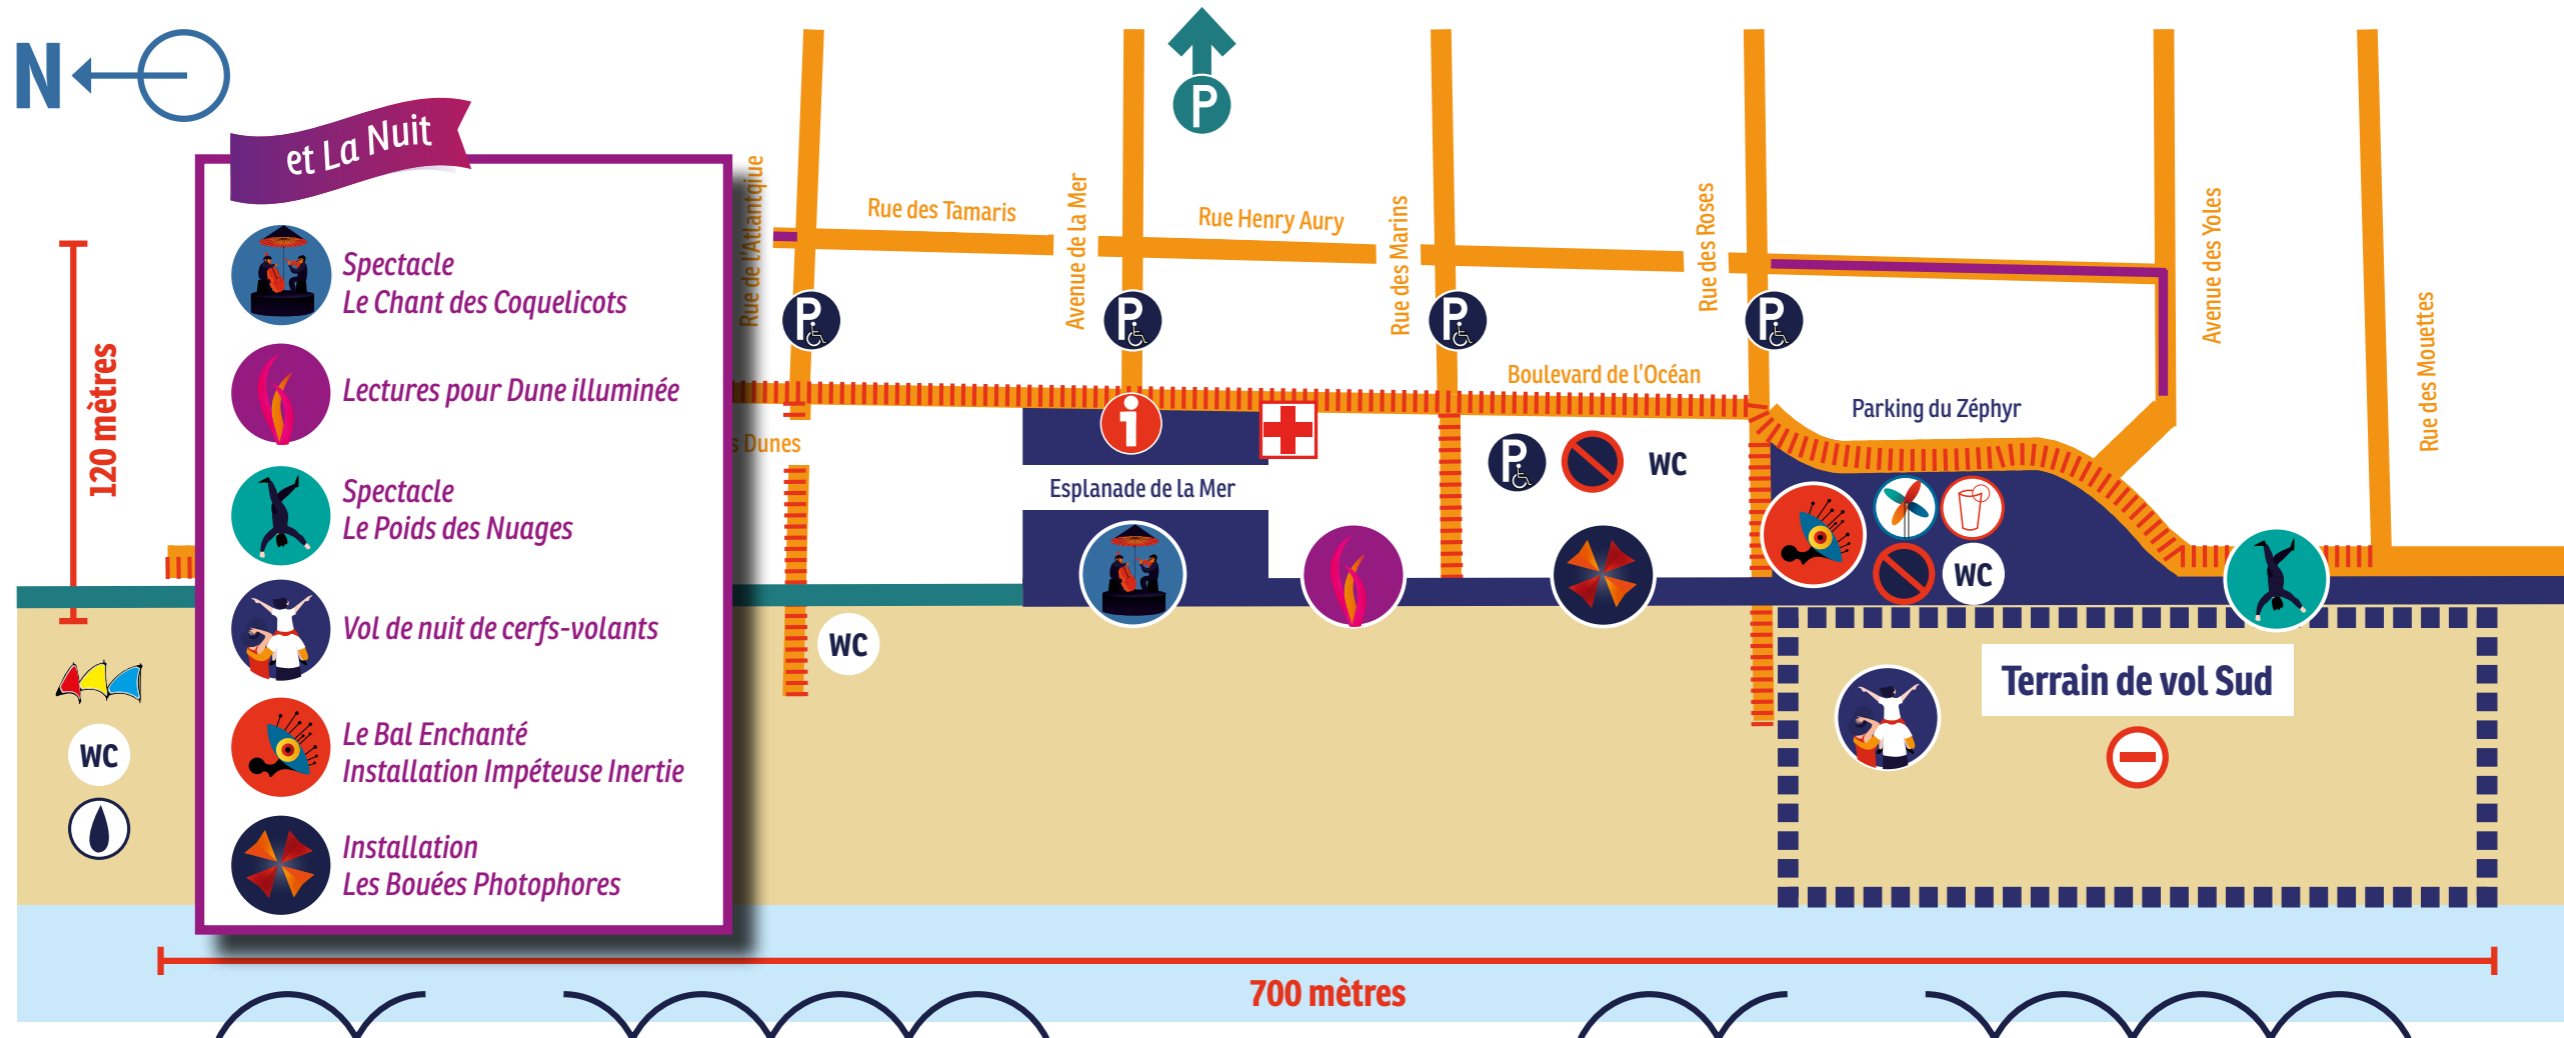 N
et La Nuit
Spectacle
Le Chant des Coquelicots
Lectures pour Dune illuminée
Spectacle
Le Poids des Nuages
Vol de nuit de cerfs-volants
Le Bal Enchanté
Installation Impéteuse Inertie
Installation
Les Bouées Photophores
120 mètres
WC
P
Rue de l'Atlantqiue
Rue des Tamaris
Avenue de La Mer
Rue Henry Aury
Rue des Marins
Rue des Roses
Avenue des Yoles
Rue des Mouettes
P
P
P
P
Boulevard de l'Océan
Parking du Zéphyr
s Dunes
i
P
WC
Esplanade de la Mer
WC
WC
Terrain de vol Sud
700 mètres